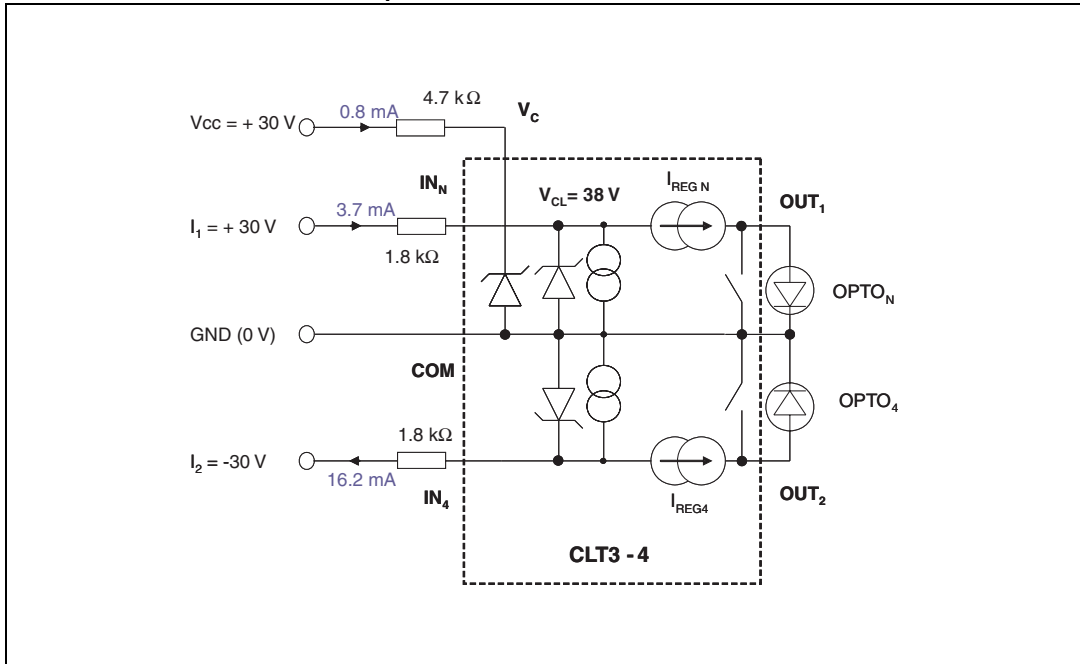 4.7 kΩ
0.8 mA
V_C
Vcc = + 30 V
IN_N
V_CL = 38 V
I_REG N
OUT_1
3.7 mA
I_1 = + 30 V
1.8 kΩ
OPTO_N
GND (0 V)
COM
OPTO_4
1.8 kΩ
I_2 = -30 V
16.2 mA
IN_4
I_REG4
OUT_2
CLT3 - 4